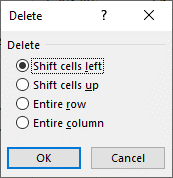 Delete
Delete
Shift cells left
Shift cells up
Entire row
Entire column
OK
Cancel